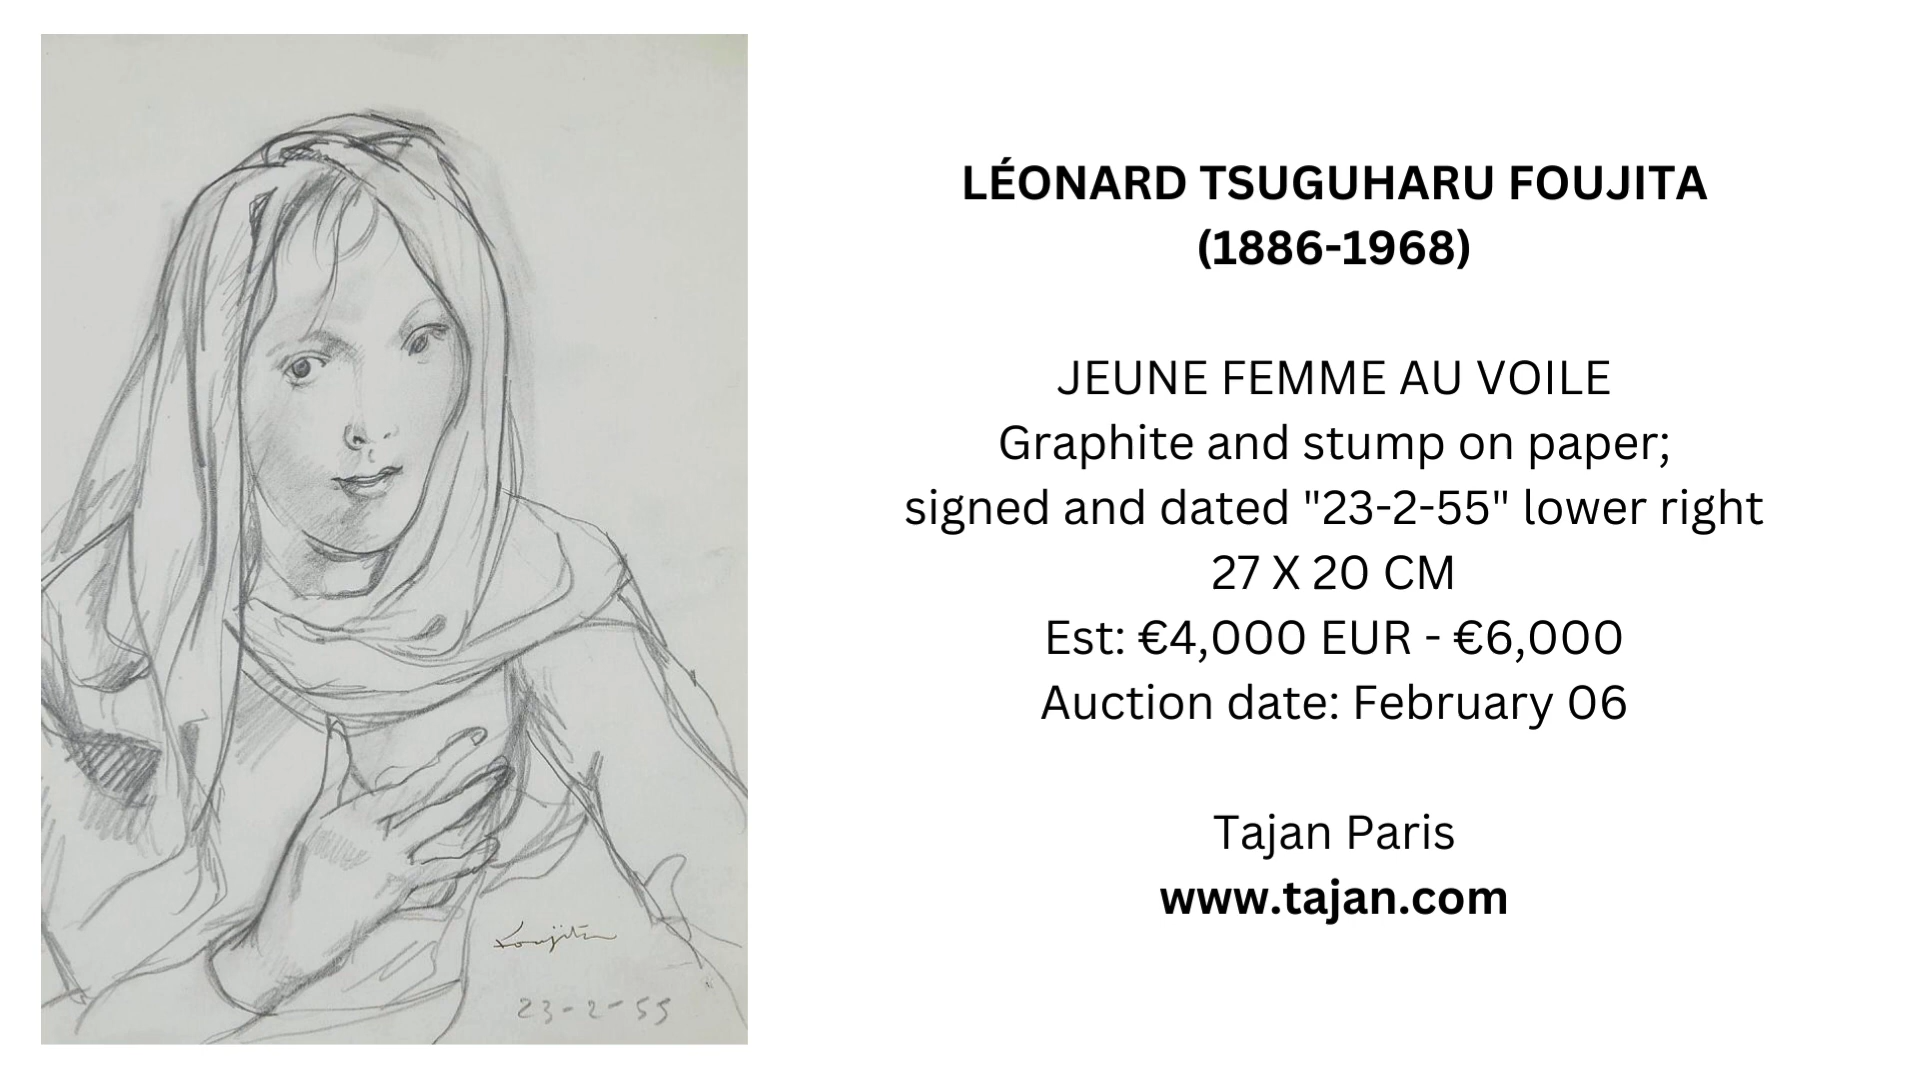 LÉONARD TSUGUHARU FOUJITA
(1886-1968)
JEUNE FEMME AU VOILE
Graphite and stump on paper;
signed and dated "23-2-55" lower right
27 X 20 CM
Est: €4,000 EUR - €6,000
Auction date: February 06
Tajan Paris
www.tajan.com
Foujita
23-2-55